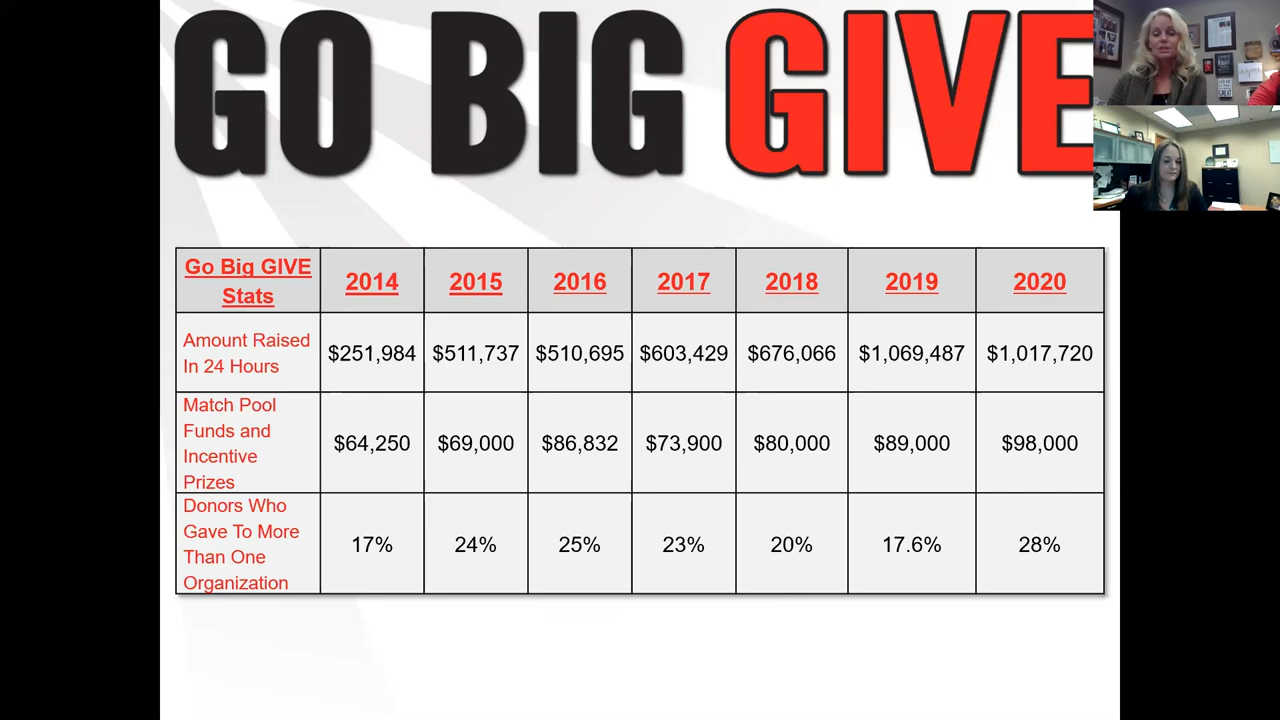 GO BIG GIVE
Go Big GIVE
Stats
2014
2015
2016
2017
2018
2019
2020
Amount Raised
In 24 Hours
$251,984
$511,737
$510,695
$603,429
$676,066
$1,069,487
$1,017,720
Match Pool
Funds and
Incentive
Prizes
$64,250
$69,000
$86,832
$73,900
$80,000
$89,000
$98,000
Donors Who
Gave To More
Than One
Organization
17%
24%
25%
23%
20%
17.6%
28%